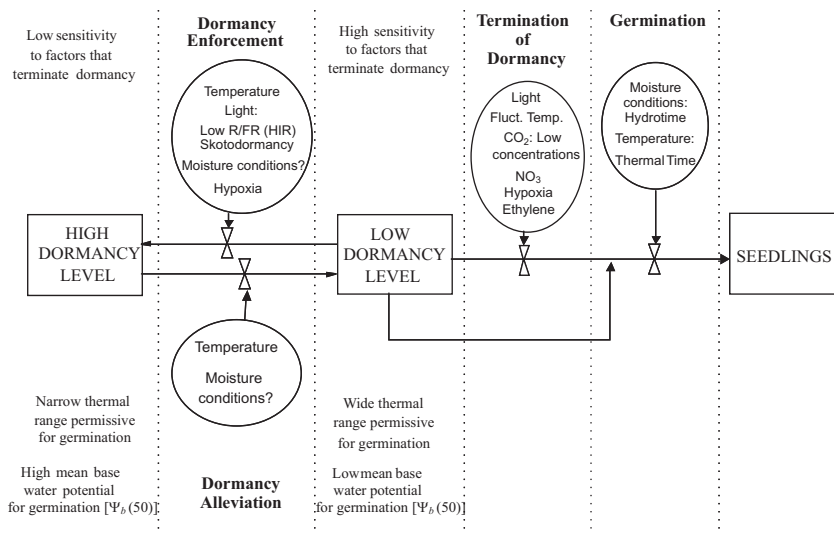 Low sensitivity
to factors that
terminate dormancy
Dormancy
Enforcement
High sensitivity
to factors that
terminate dormancy
Termination
of
Dormancy
Germination
Temperature
Light:
Low R/FR (HIR)
Skotodormancy
Moisture conditions?
Hypoxia
Light
Fluct. Temp.
CO₂: Low
concentrations
NO₃
Hypoxia
Ethylene
Moisture
conditions:
Hydrotime
Temperature:
Thermal Time
HIGH
DORMANCY
LEVEL
LOW
DORMANCY
LEVEL
SEEDLINGS
Temperature
Moisture
conditions?
Narrow thermal
range permissive
for germination
High mean base
water potential
for germination [Ψb (50)]
Dormancy
Alleviation
Wide thermal
range permissive
for germination
Low mean base
water potential
for germination [Ψb (50)]